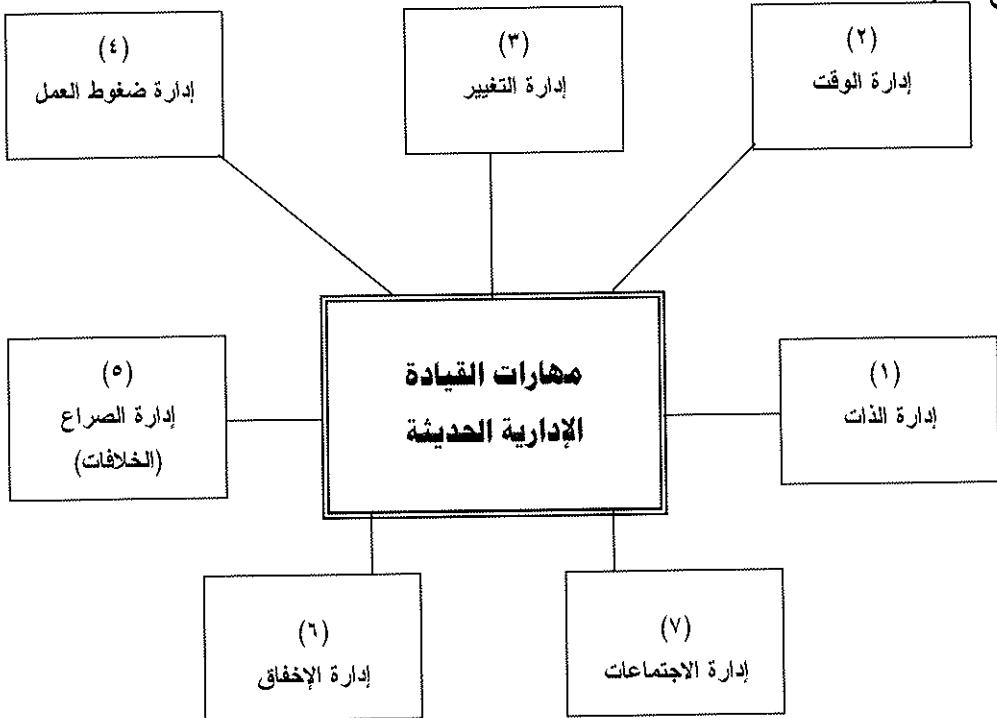 (٤)
إدارة ضغوط العمل
(٣)
إدارة التغيير
(٢)
إدارة الوقت
(٥)
إدارة الصراع
(الخلافات)
مهارات القيادة
الإدارية الحديثة
(١)
إدارة الذات
(٦)
إدارة الإخفاق
(٧)
إدارة الاجتماعات